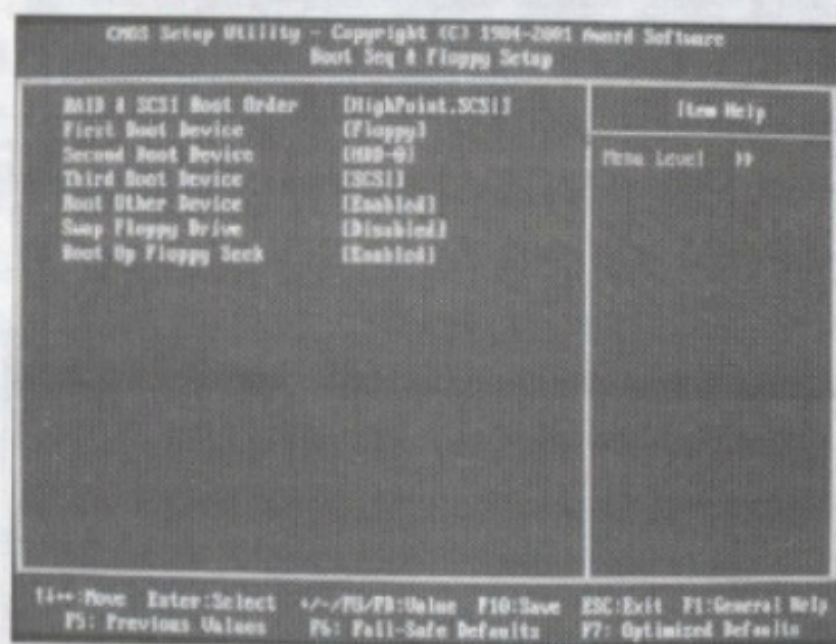 CMOS Setup Utility - Copyright (C) 1984-2001 Award Software
Boot Seq & Floppy Setup
RAID & SCSI Boot Order [HighPoint,SCSI]
First Boot Device [Floppy]
Second Boot Device [HDD-0]
Third Boot Device [SCSI]
Boot Other Device [Enabled]
Swap Floppy Drive [Disabled]
Boot Up Floppy Seek [Enabled]
Item Help
Menu Level ▸▸
↑↓→←:Move Enter:Select +/-/PU/PD:Value F10:Save ESC:Exit F1:General Help
F5: Previous Values F6: Fail-Safe Defaults F7: Optimized Defaults